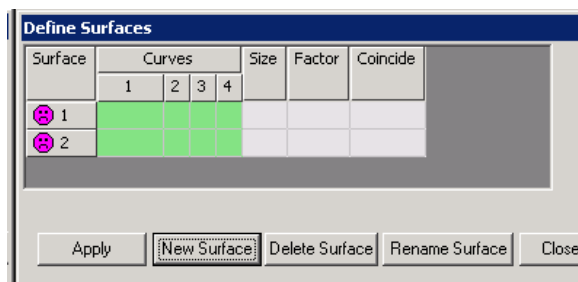 Define Surfaces
Surface Curves Size Factor Coincide
1 2 3 4
1
2
Apply New Surface Delete Surface Rename Surface Close